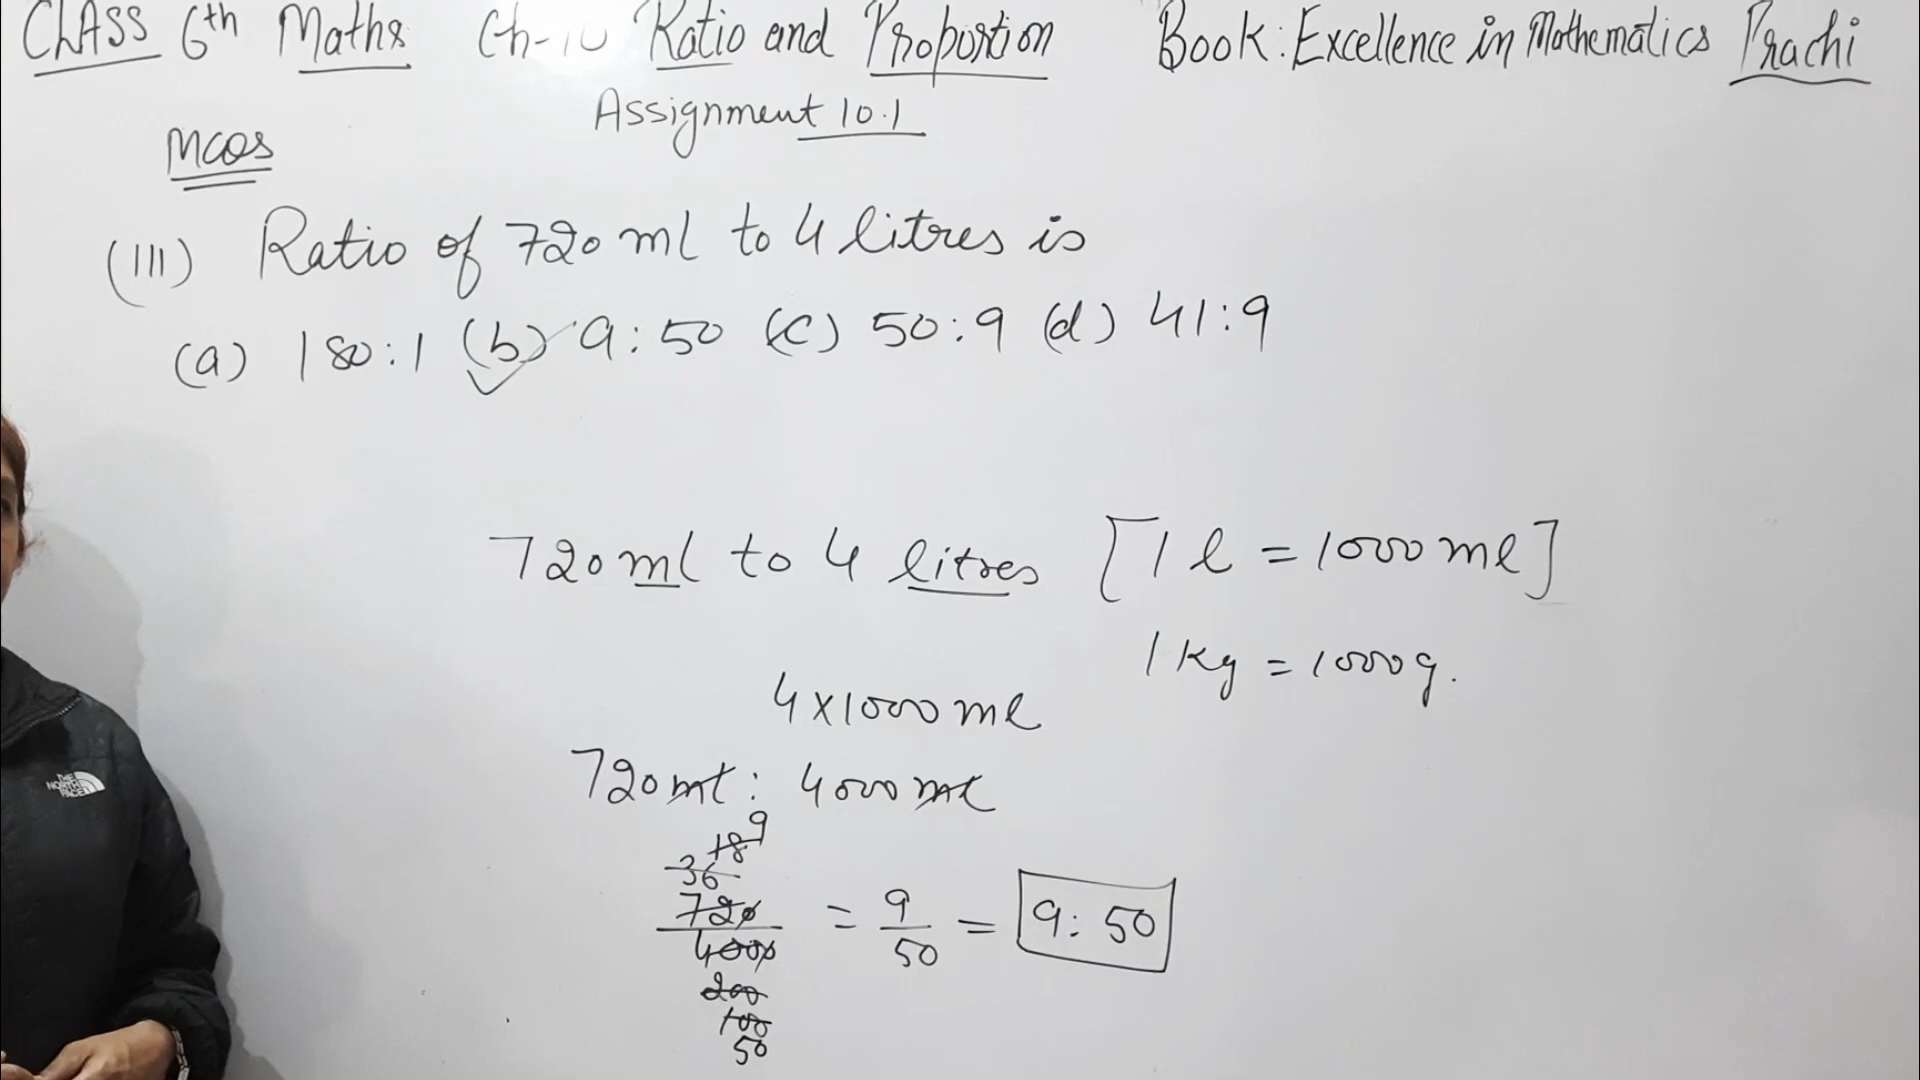 CLASS 6th Maths Ch-10 Ratio and Proportion Book: Excellence in Mathematics Prachi
Assignment 10.1
MCQs
(III) Ratio of 720 ml to 4 litres is
(a) 180:1 (b) 9:50 (c) 50:9 (d) 41:9
720 ml to 4 litres [1 l = 1000 ml]
1 kg = 1000 g.
4 x 1000 ml
720 ml : 4000 ml
9
18
36
720
4000
200
100
50
= 9/50 = 9:50
THE NORTH FACE